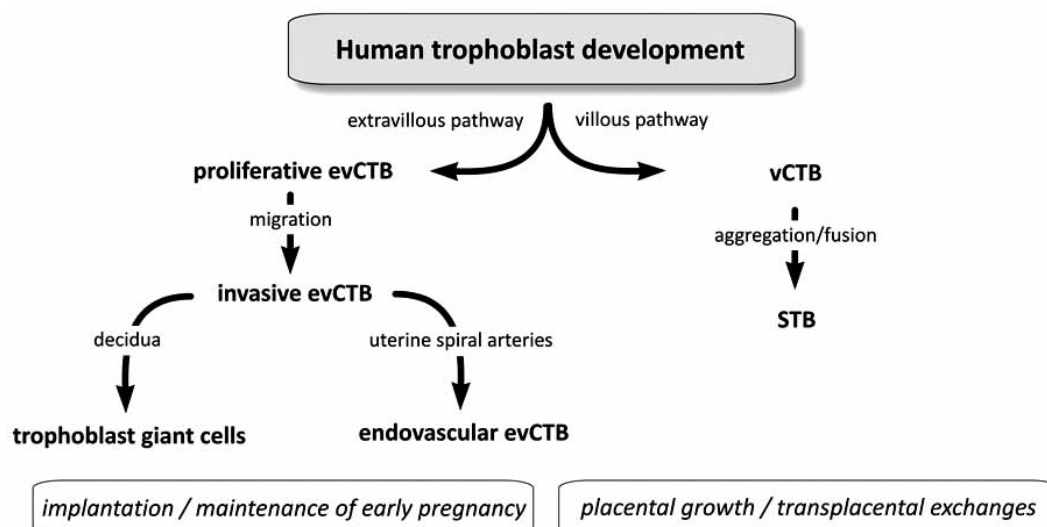 Human trophoblast development
extravillous pathway villous pathway
proliferative evCTB vCTB
migration aggregation/fusion
invasive evCTB STB
decidua uterine spiral arteries
trophoblast giant cells endovascular evCTB
implantation / maintenance of early pregnancy placental growth / transplacental exchanges